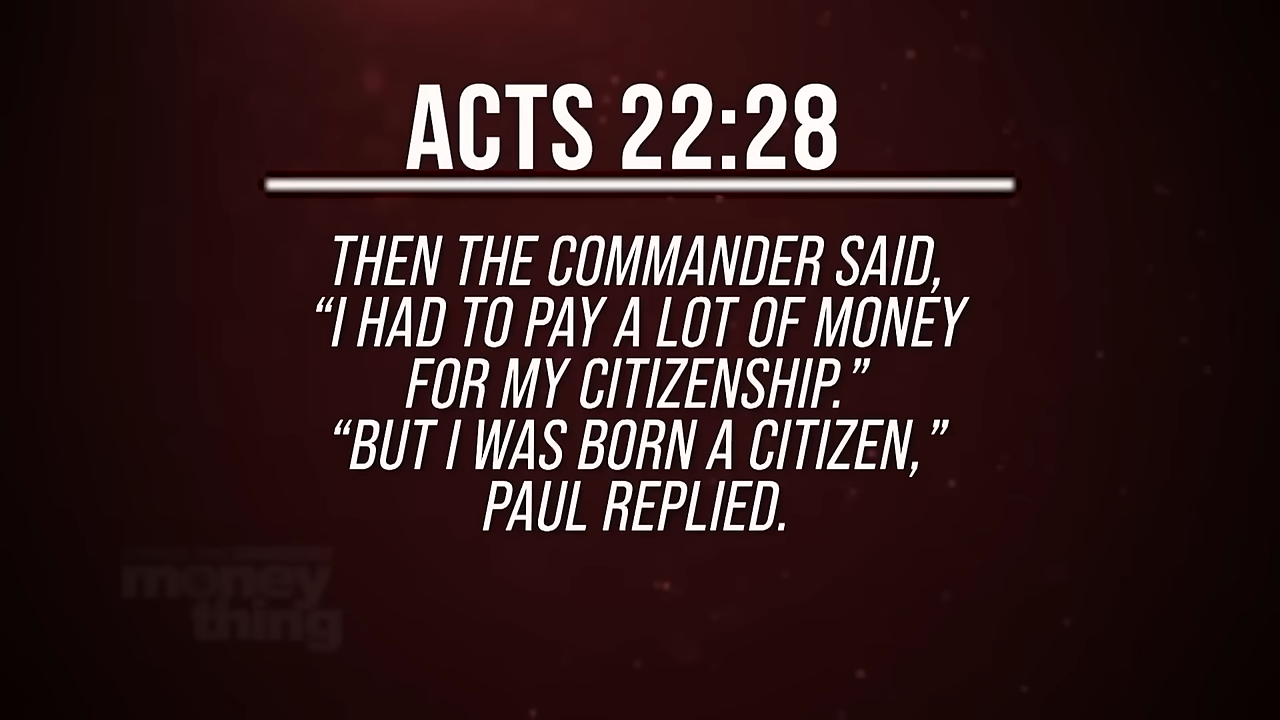 ACTS 22:28
THEN THE COMMANDER SAID,
“I HAD TO PAY A LOT OF MONEY
FOR MY CITIZENSHIP.”
“BUT I WAS BORN A CITIZEN,”
PAUL REPLIED.
money
thing